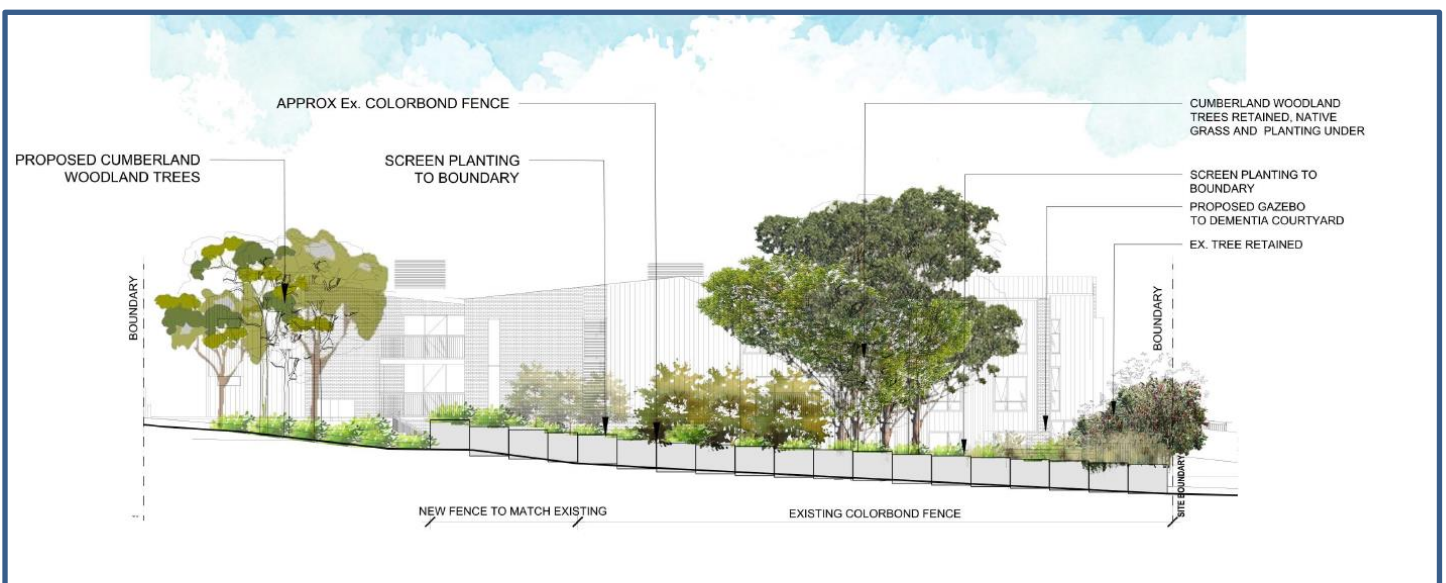 APPROX Ex. COLORBOND FENCE
CUMBERLAND WOODLAND
TREES RETAINED, NATIVE
GRASS AND PLANTING UNDER
PROPOSED CUMBERLAND
WOODLAND TREES
SCREEN PLANTING
TO BOUNDARY
SCREEN PLANTING TO
BOUNDARY
PROPOSED GAZEBO
TO DEMENTIA COURTYARD
EX. TREE RETAINED
BOUNDARY
BOUNDARY
SITE BOUNDARY
NEW FENCE TO MATCH EXISTING
EXISTING COLORBOND FENCE